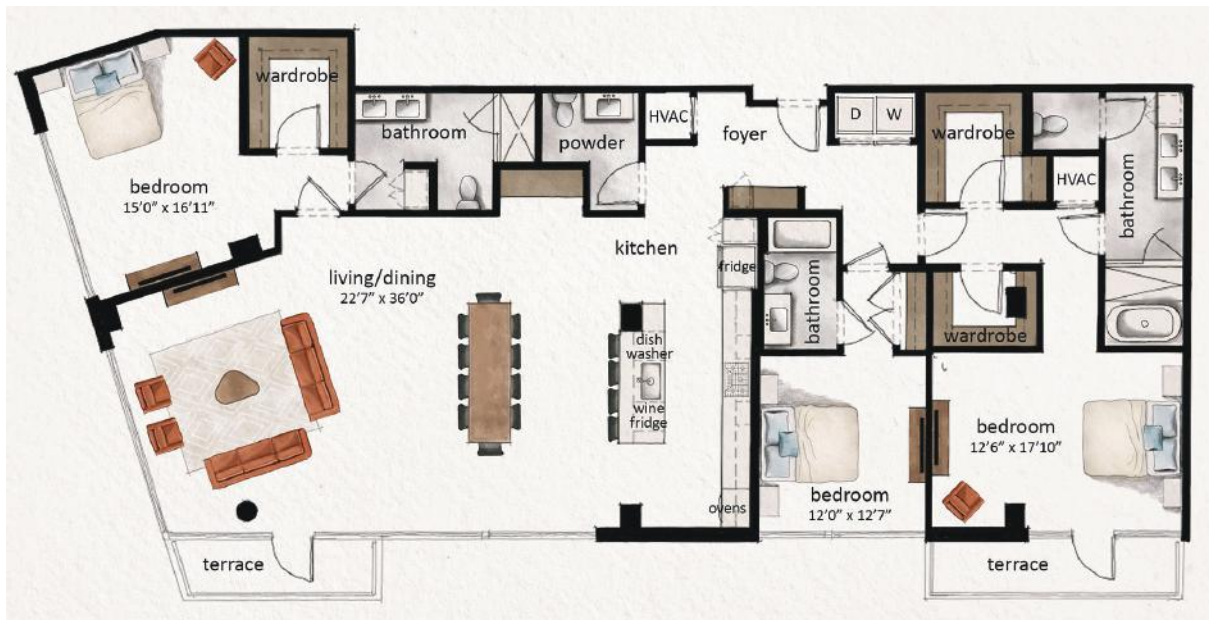 wardrobe
bathroom
powder
HVAC
foyer
D
W
wardrobe
HVAC
bathroom
bedroom
15'0" x 16'11"
living/dining
22'7" x 36'0"
kitchen
fridge
bathroom
dish
washer
wine
fridge
ovens
wardrobe
bedroom
12'0" x 12'7"
bedroom
12'6" x 17'10"
terrace
terrace